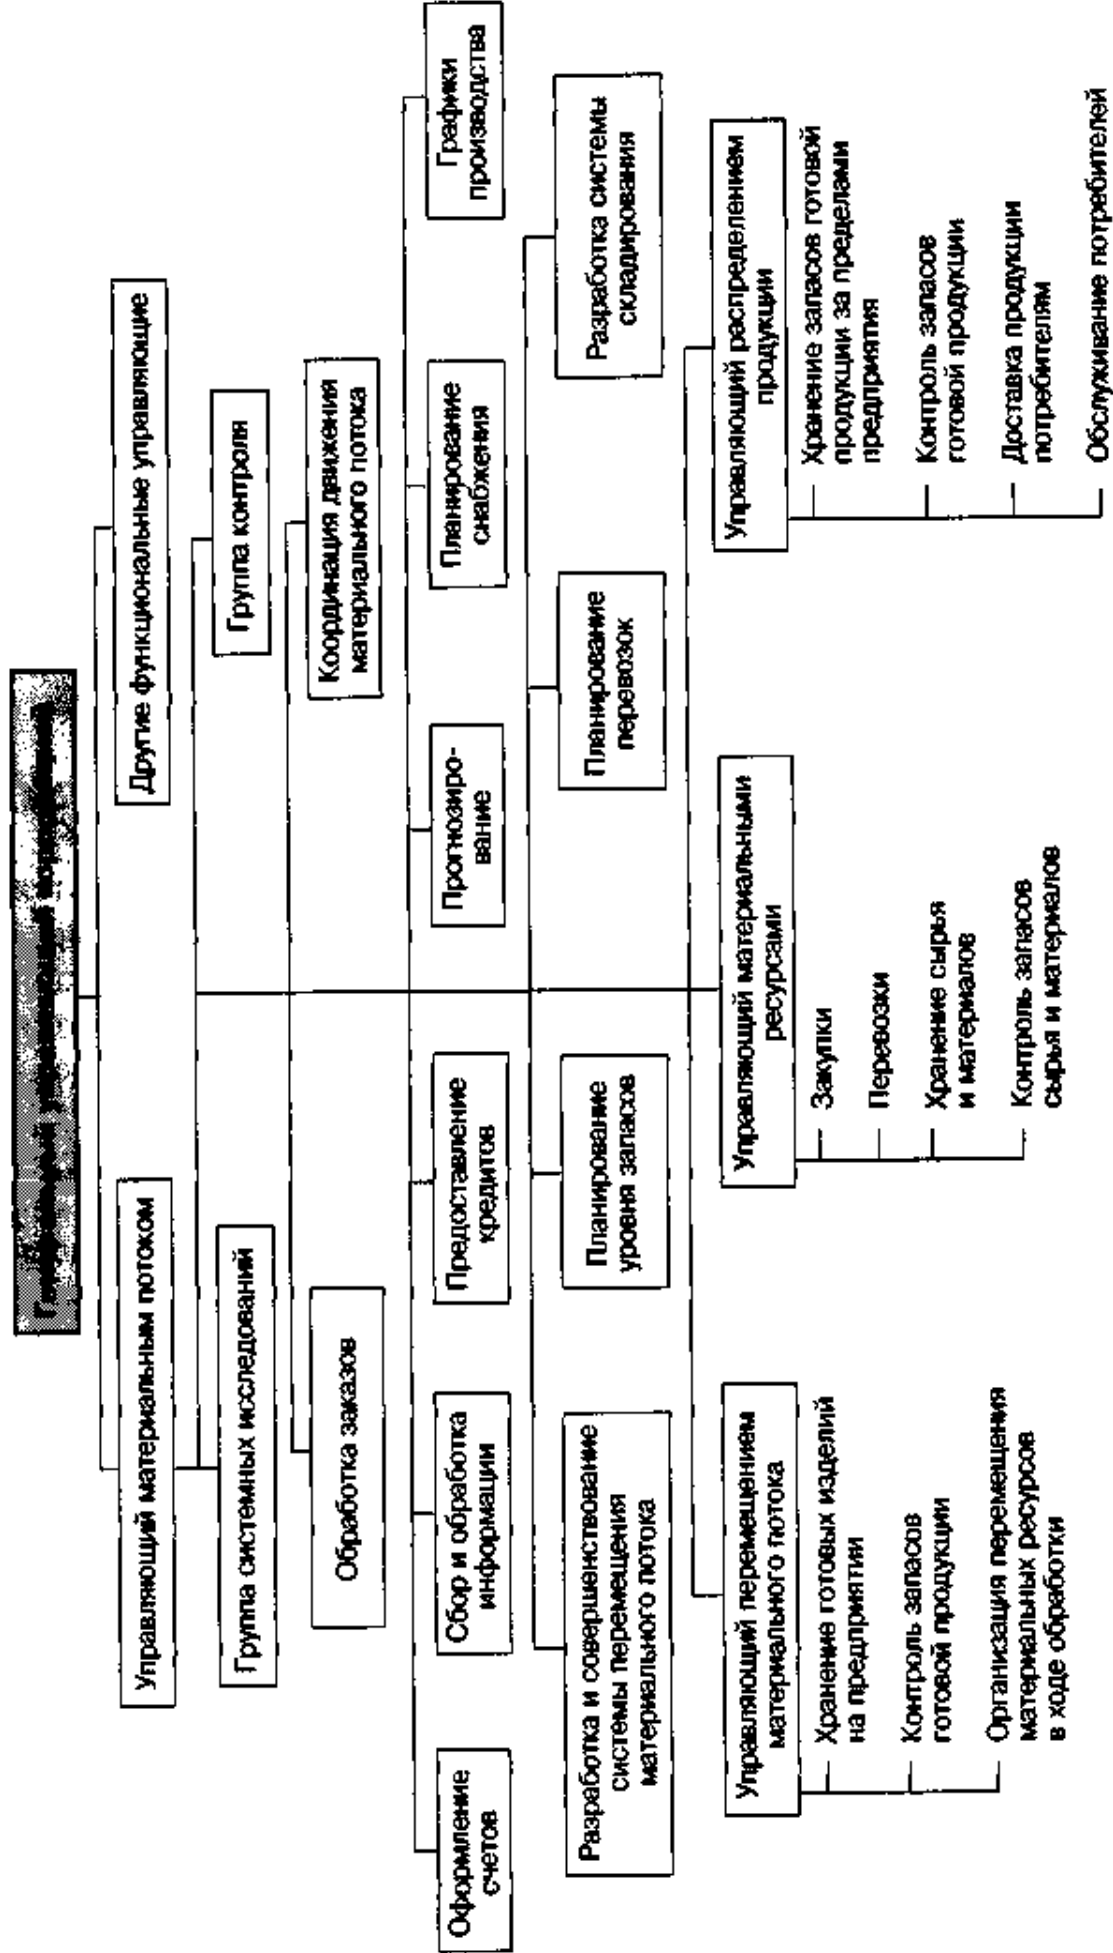 Управляющий материальным потоком
Другие функциональные управляющие
Группа системных исследований
Группа контроля
Обработка заказов
Координация движения
материального потока
Оформление
счетов
Сбор и обработка
информации
Предоставление
кредитов
Прогнозиро-
вание
Планирование
снабжения
Графики
производства
Разработка и совершенствование
системы перемещения
материального потока
Планирование
уровня запасов
Планирование
перевозок
Разработка системы
складирования
Управляющий перемещением
материального потока
Хранение готовых изделий
на предприятии
Контроль запасов
готовой продукции
Организация перемещения
материальных ресурсов
в ходе обработки
Управляющий материальными
ресурсами
Закупки
Перевозки
Хранение сырья
и материалов
Контроль запасов
сырья и материалов
Управляющий распределением
продукции
Хранение запасов готовой
продукции за пределами
предприятия
Контроль запасов
готовой продукции
Доставка продукции
потребителям
Обслуживание потребителей